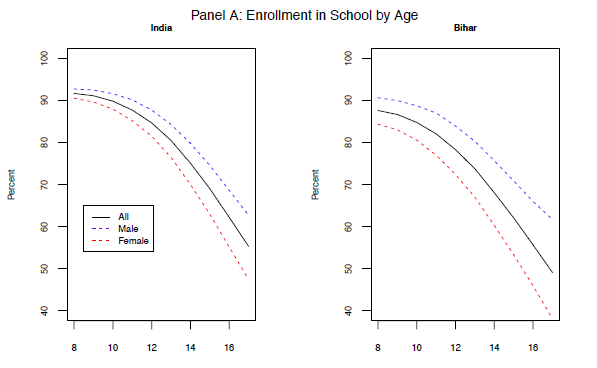 Panel A: Enrollment in School by Age
India
Bihar
Percent
100
90
80
70
60
50
40
All
Male
Female
8 10 12 14 16
Percent
100
90
80
70
60
50
40
8 10 12 14 16